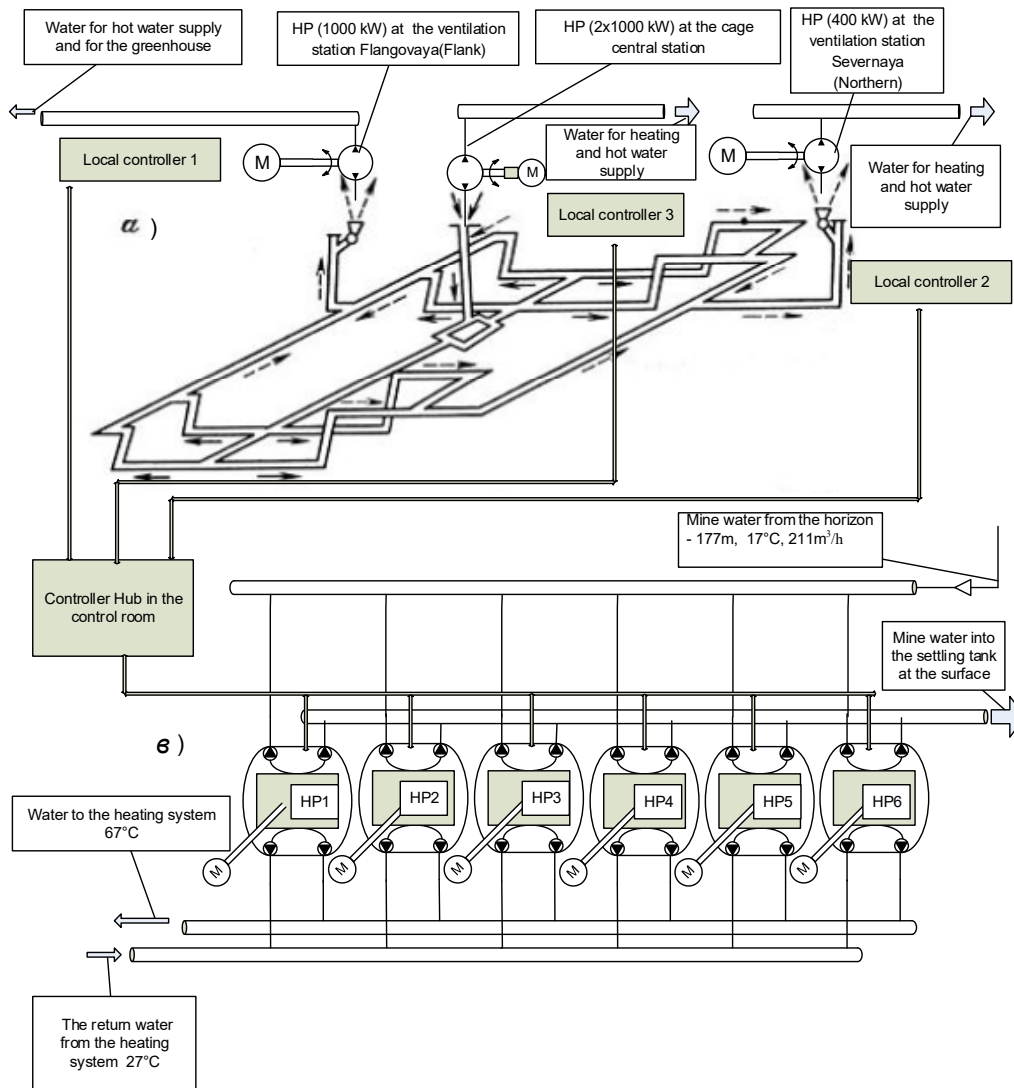 Water for hot water supply
and for the greenhouse
HP (1000 kW) at the ventilation
station Flangovaya(Flank)
HP (2x1000 kW) at the cage
central station
HP (400 kW) at the
ventilation station
Severnaya
(Northern)
Local controller 1
M
M
Water for heating
and hot water
supply
M
Water for heating
and hot water
supply
а )
Local controller 3
Local controller 2
Mine water from the horizon
- 177m, 17°C, 211m³/h
Controller Hub in the
control room
Mine water into
the settling tank
at the surface
в )
HP1
HP2
HP3
HP4
HP5
HP6
Water to the heating system
67°C
M
M
M
M
M
M
The return water
from the heating
system 27°C